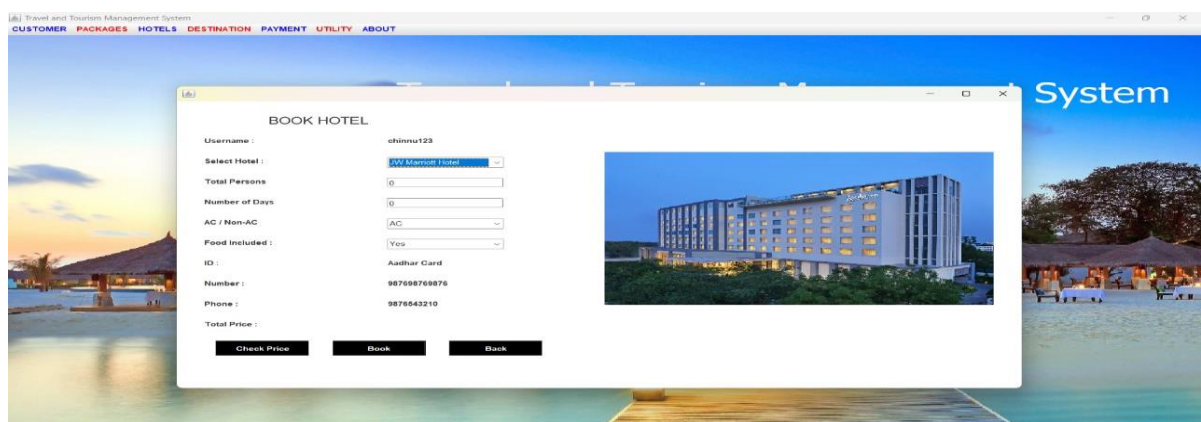 Travel and Tourism Management System
CUSTOMER PACKAGES HOTELS DESTINATION PAYMENT UTILITY ABOUT
System
BOOK HOTEL
Username : chinnu123
Select Hotel : JW Marriott Hotel
Total Persons 0
Number of Days 0
AC / Non-AC AC
Food Included : Yes
ID : Aadhar Card
Number : 987698769876
Phone : 9876543210
Total Price :
Check Price Book Back